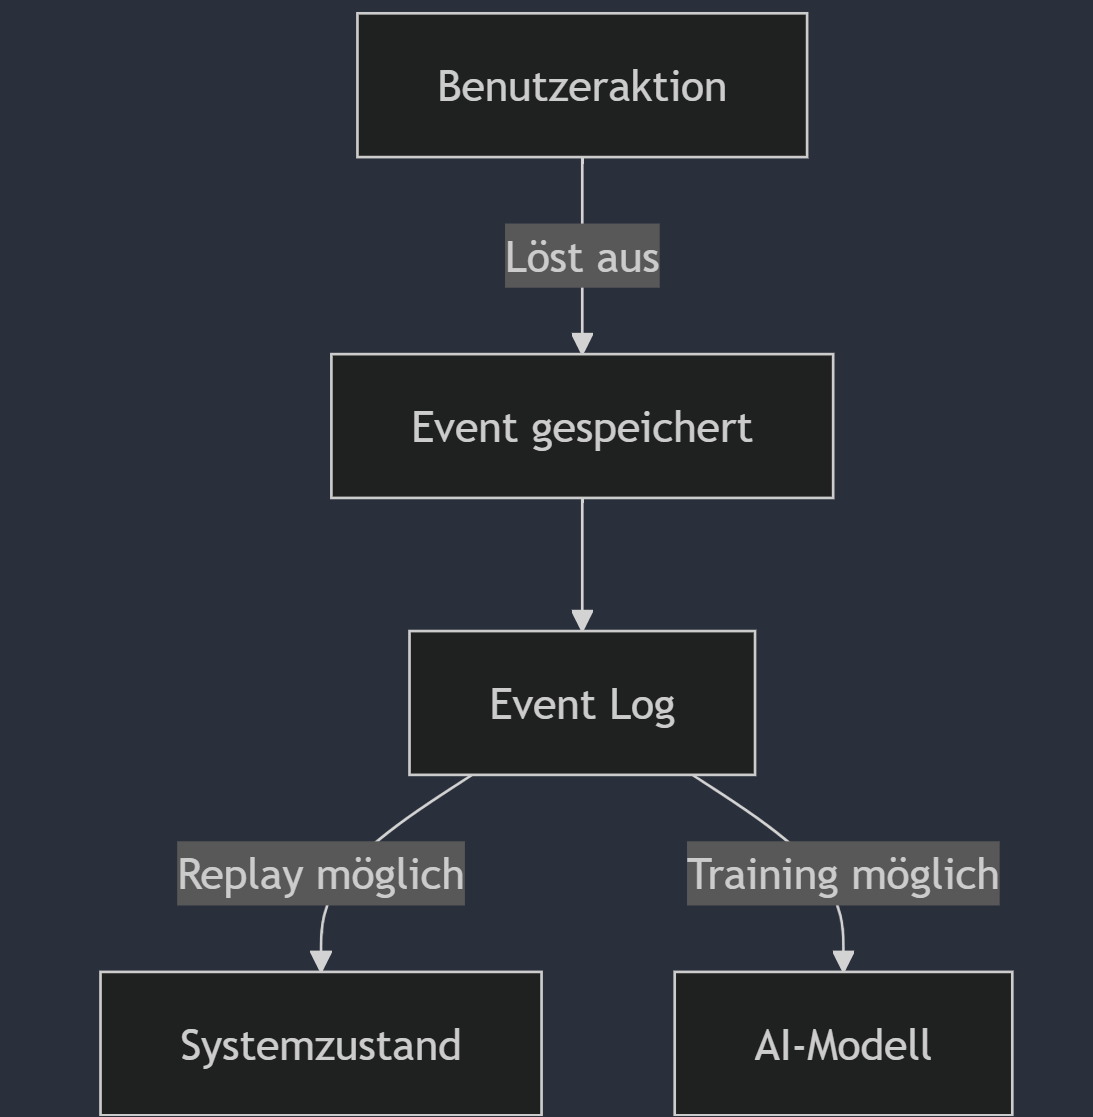 Benutzeraktion
Löst aus
Event gespeichert
Event Log
Replay möglich
Training möglich
Systemzustand
AI-Modell